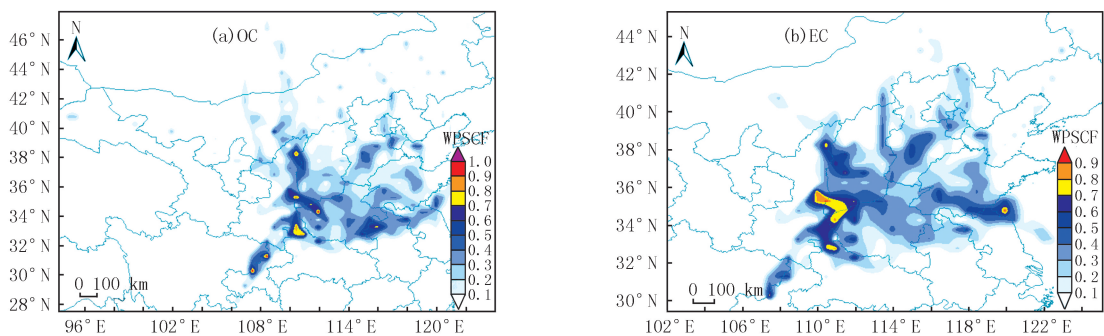 (a)OC
N
46° N
44° N
42° N
40° N
38° N
36° N
34° N
32° N
30° N
28° N
96° E
102° E
108° E
114° E
120° E
0 100 km
WPSCF
1.0
0.9
0.8
0.7
0.6
0.5
0.4
0.3
0.2
0.1
(b)EC
N
44° N
42° N
40° N
38° N
36° N
34° N
32° N
30° N
102° E
106° E
110° E
114° E
118° E
122° E
0 100 km
WPSCF
0.9
0.8
0.7
0.6
0.5
0.4
0.3
0.2
0.1